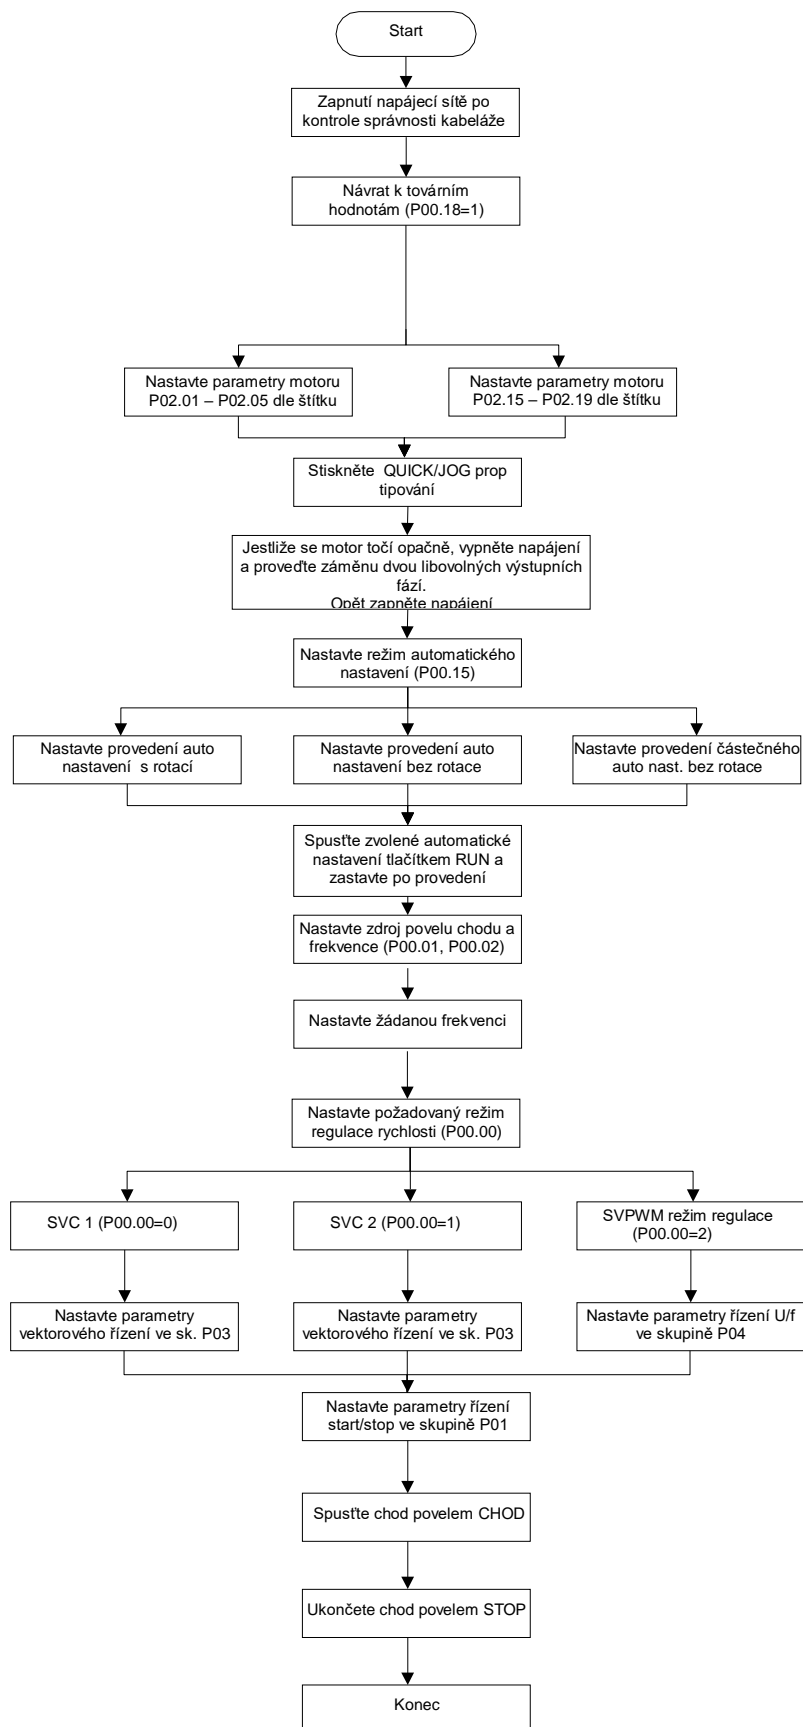 Start
Zapnutí napájecí sítě po
kontrole správnosti kabeláže
Návrat k továrním
hodnotám (P00.18=1)
Nastavte parametry motoru
P02.01 – P02.05 dle štítku
Nastavte parametry motoru
P02.15 – P02.19 dle štítku
Stiskněte QUICK/JOG prop
tipování
Jestliže se motor točí opačně, vypněte napájení
a proveďte záměnu dvou libovolných výstupních
fází.
Opět zapněte napájení
Nastavte režim automatického
nastavení (P00.15)
Nastavte provedení auto
nastavení s rotací
Nastavte provedení auto
nastavení bez rotace
Nastavte provedení částečného
auto nast. bez rotace
Spusťte zvolené automatické
nastavení tlačítkem RUN a
zastavte po provedení
Nastavte zdroj povelu chodu a
frekvence (P00.01, P00.02)
Nastavte žádanou frekvenci
Nastavte požadovaný režim
regulace rychlosti (P00.00)
SVC 1 (P00.00=0)
SVC 2 (P00.00=1)
SVPWM režim regulace
(P00.00=2)
Nastavte parametry
vektorového řízení ve sk. P03
Nastavte parametry
vektorového řízení ve sk. P03
Nastavte parametry řízení U/f
ve skupině P04
Nastavte parametry řízení
start/stop ve skupině P01
Spusťte chod povelem CHOD
Ukončete chod povelem STOP
Konec